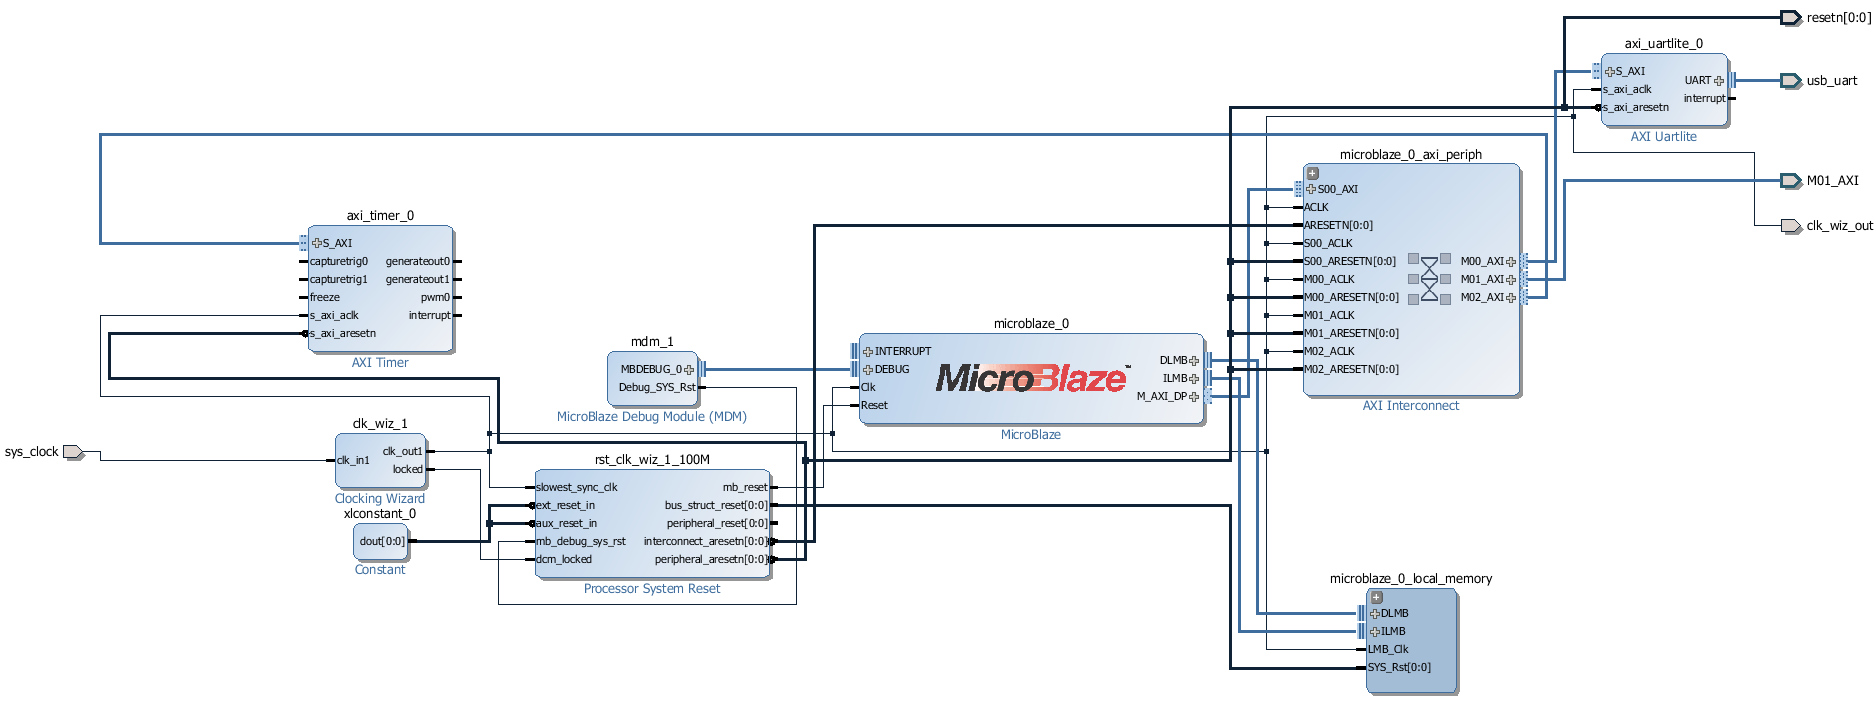 resetn[0:0]
axi_uartlite_0
S_AXI
s_axi_aclk
s_axi_aresetn
UART
interrupt
AXI Uartlite
usb_uart
M01_AXI
clk_wiz_out
microblaze_0_axi_periph
S00_AXI
ACLK
ARESETN[0:0]
S00_ACLK
S00_ARESETN[0:0]
M00_ACLK
M00_ARESETN[0:0]
M01_ACLK
M01_ARESETN[0:0]
M02_ACLK
M02_ARESETN[0:0]
M00_AXI
M01_AXI
M02_AXI
AXI Interconnect
axi_timer_0
S_AXI
capturetrig0
capturetrig1
freeze
s_axi_aclk
s_axi_aresetn
generateout0
generateout1
pwm0
interrupt
AXI Timer
mdm_1
MBDEBUG_0
Debug_SYS_Rst
MicroBlaze Debug Module (MDM)
microblaze_0
INTERRUPT
DEBUG
Clk
Reset
MicroBlaze™
DLMB
ILMB
M_AXI_DP
MicroBlaze
sys_clock
clk_wiz_1
clk_in1
clk_out1
locked
Clocking Wizard
xlconstant_0
dout[0:0]
Constant
rst_clk_wiz_1_100M
slowest_sync_clk
ext_reset_in
aux_reset_in
mb_debug_sys_rst
dcm_locked
mb_reset
bus_struct_reset[0:0]
peripheral_reset[0:0]
interconnect_aresetn[0:0]
peripheral_aresetn[0:0]
Processor System Reset
microblaze_0_local_memory
DLMB
ILMB
LMB_Clk
SYS_Rst[0:0]